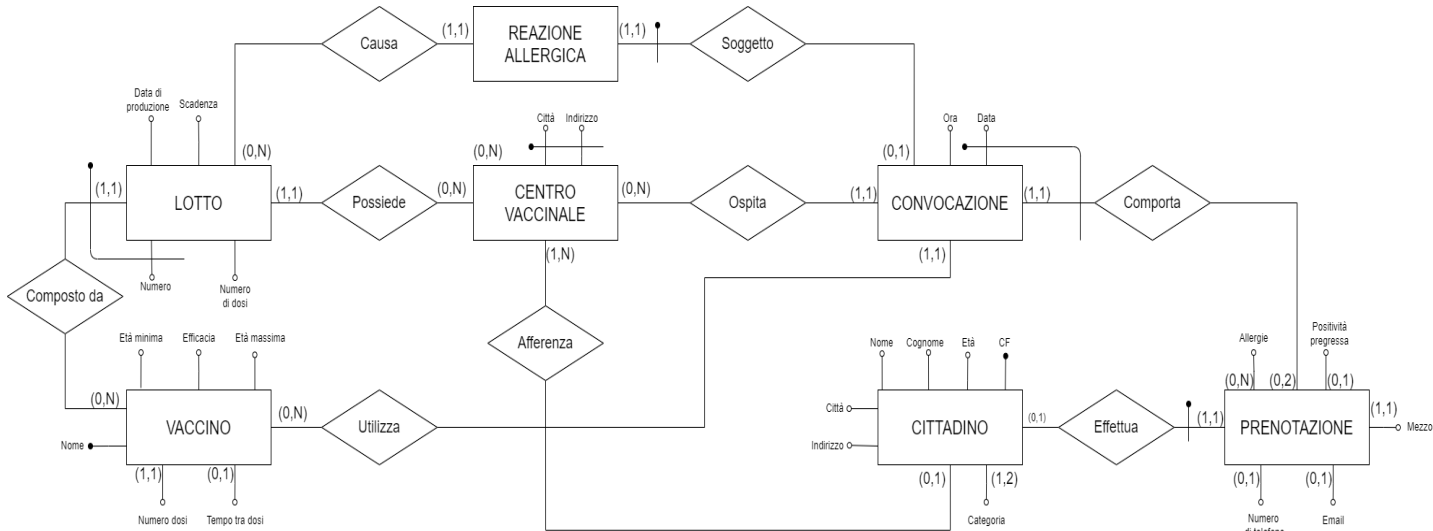 (1,1)
REAZIONE
ALLERGICA
(1,1)
Causa
Soggetto
Data di
produzione
Scadenza
Città
Indirizzo
Ora
Data
(0,N)
(0,N)
(0,1)
(1,1)
LOTTO
(1,1)
Possiede
(0,N)
CENTRO
VACCINALE
(0,N)
Ospita
(1,1)
CONVOCAZIONE
(1,1)
Comporta
(1,N)
(1,1)
Numero
Numero
di dosi
Composto da
Afferenza
Età minima
Efficacia
Età massima
Nome
Cognome
Età
CF
Allergie
Positività
pregressa
(0,N)
(0,2)
(0,1)
(0,N)
(0,N)
Città
(0,1)
(1,1)
(1,1)
Nome
VACCINO
Utilizza
Indirizzo
CITTADINO
Effettua
PRENOTAZIONE
Mezzo
(1,1)
(0,1)
(0,1)
(1,2)
(0,1)
(0,1)
Numero dosi
Tempo tra dosi
Categoria
Numero
di telefono
Email